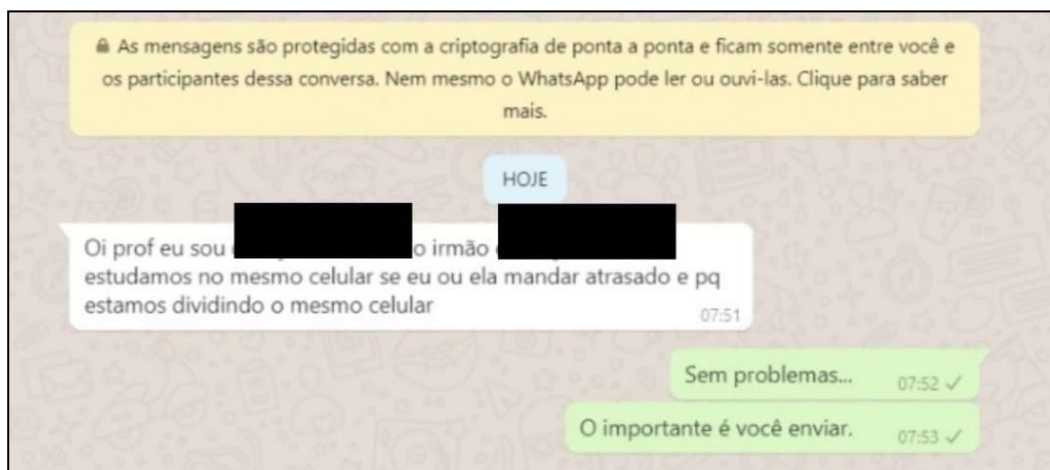 As mensagens são protegidas com a criptografia de ponta a ponta e ficam somente entre você e
os participantes dessa conversa. Nem mesmo o WhatsApp pode ler ou ouvi-las. Clique para saber
mais.
HOJE
Oi prof eu sou o irmão
estudamos no mesmo celular se eu ou ela mandar atrasado e pq
estamos dividindo o mesmo celular
07:51
Sem problemas... 07:52
O importante é você enviar. 07:53